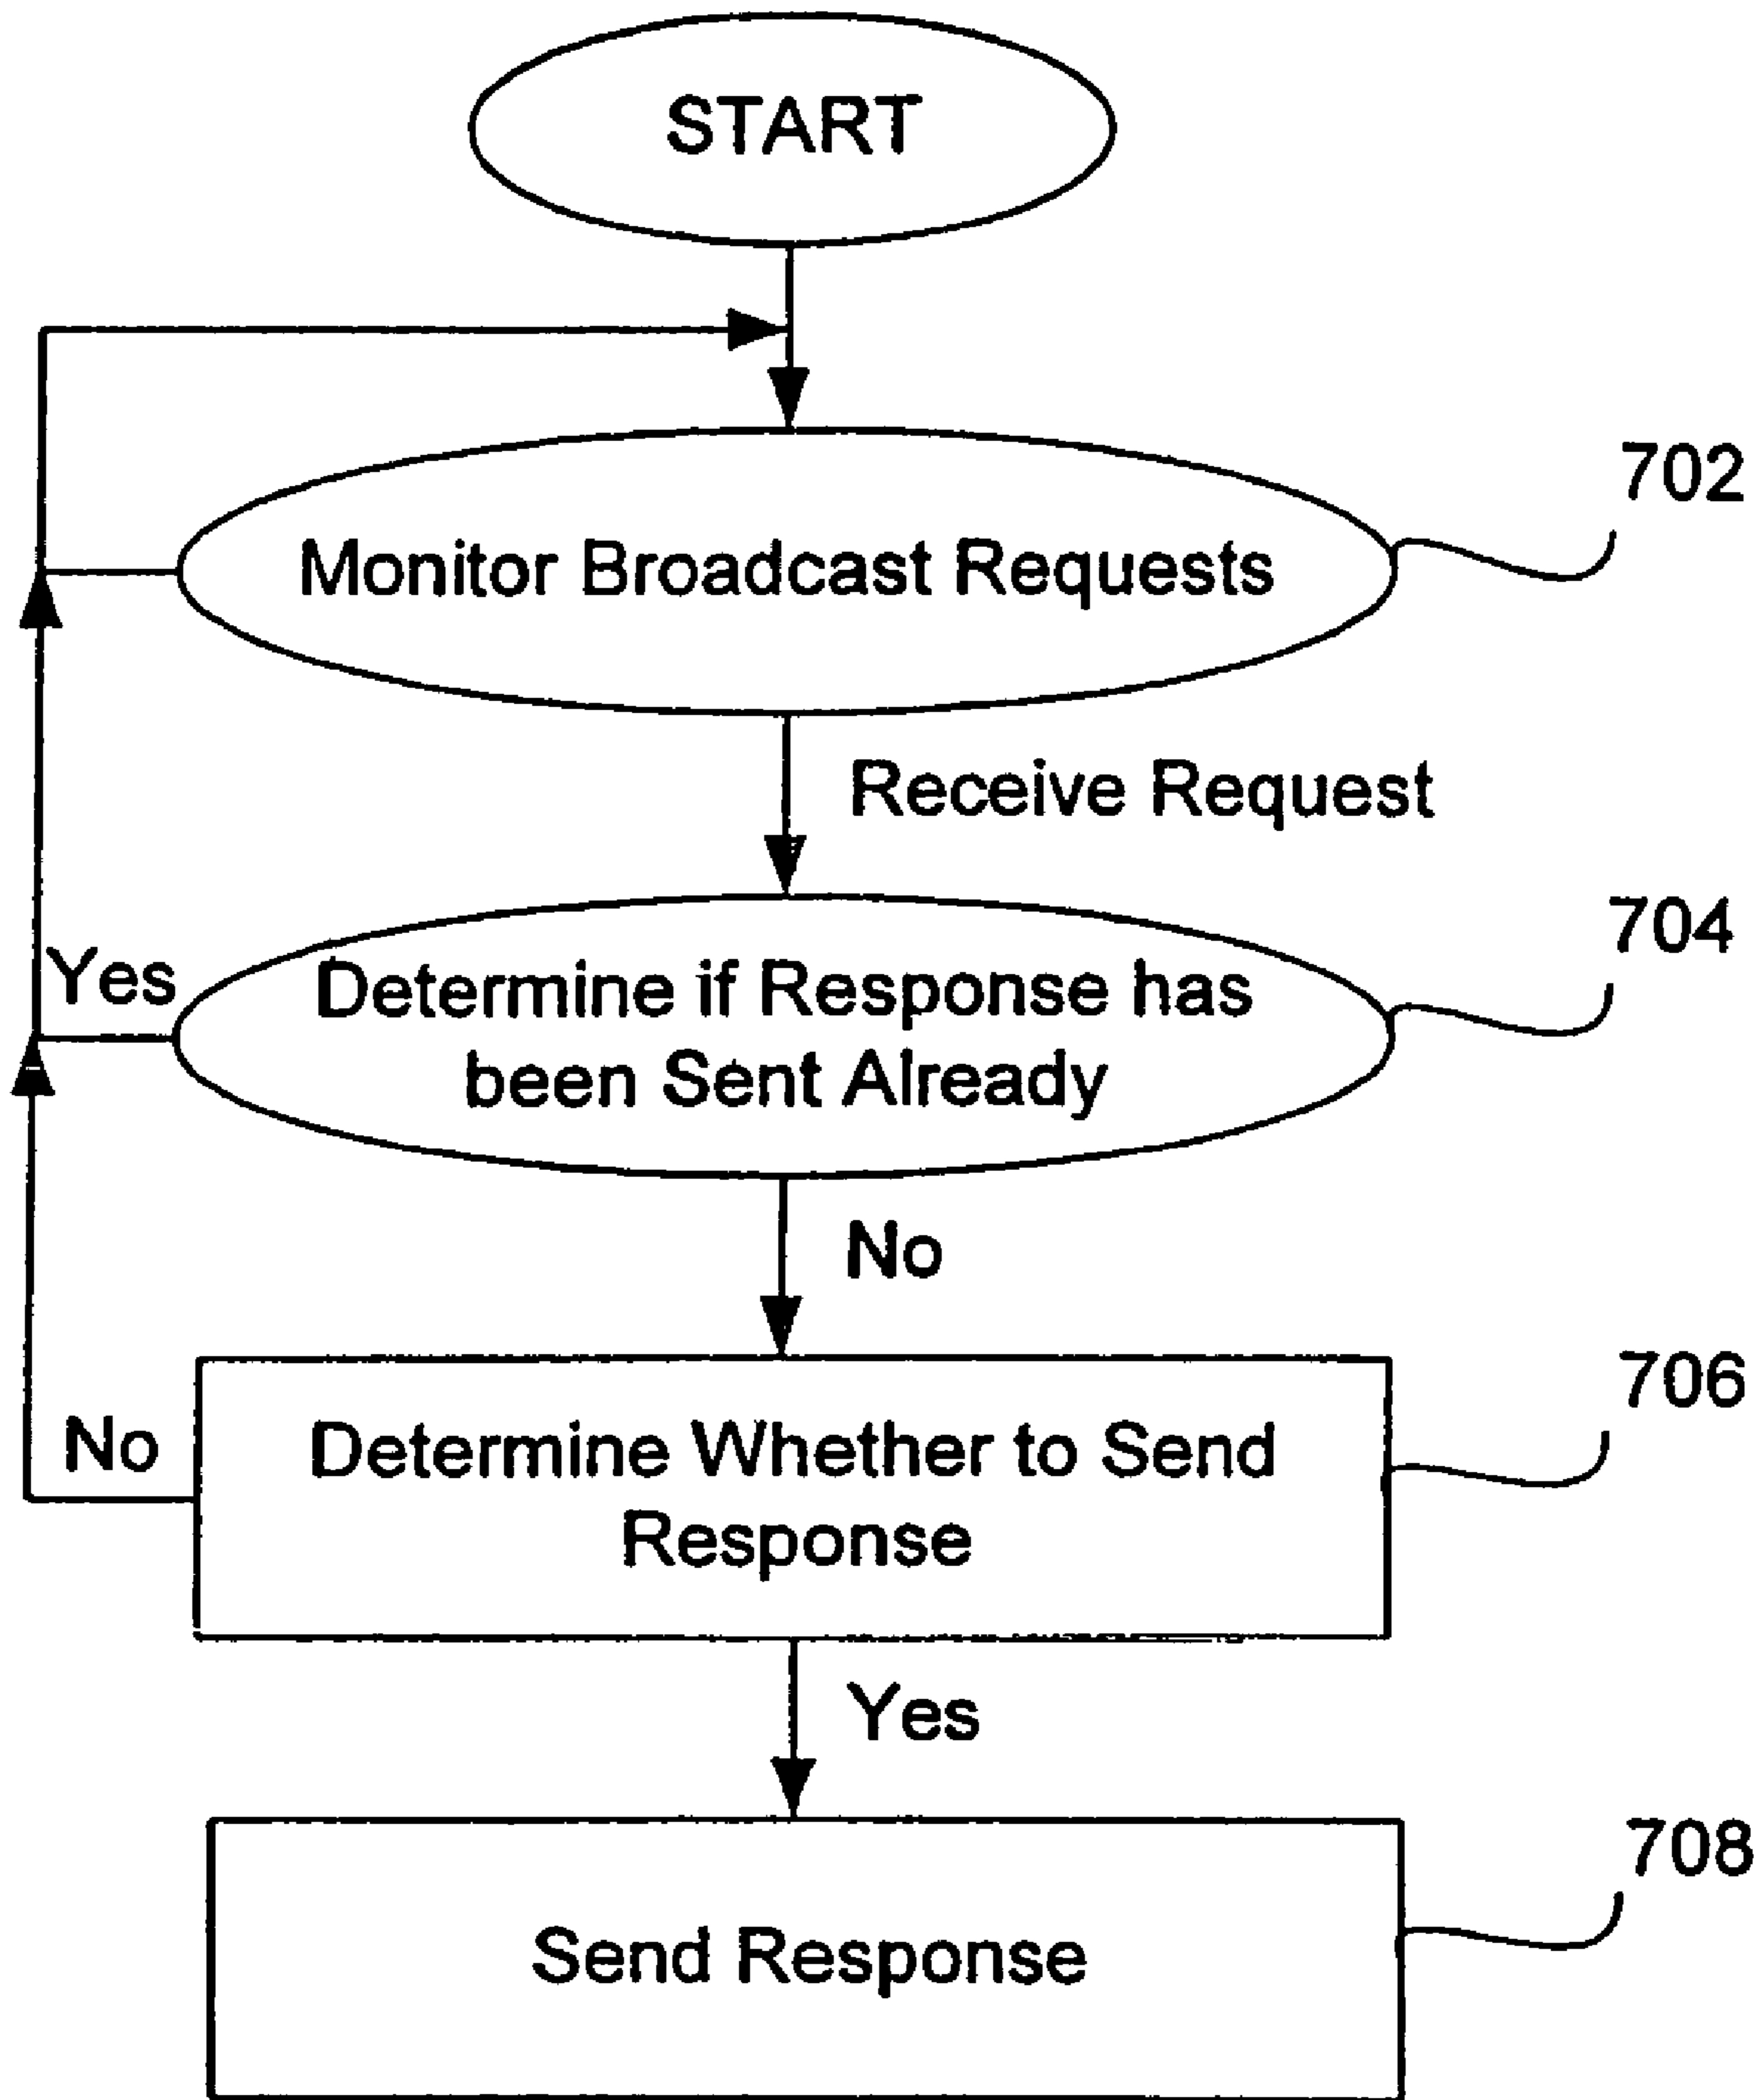 START
702
Monitor Broadcast Requests
Receive Request
704
Yes
Determine if Response has
been Sent Already
No
706
No
Determine Whether to Send
Response
Yes
708
Send Response